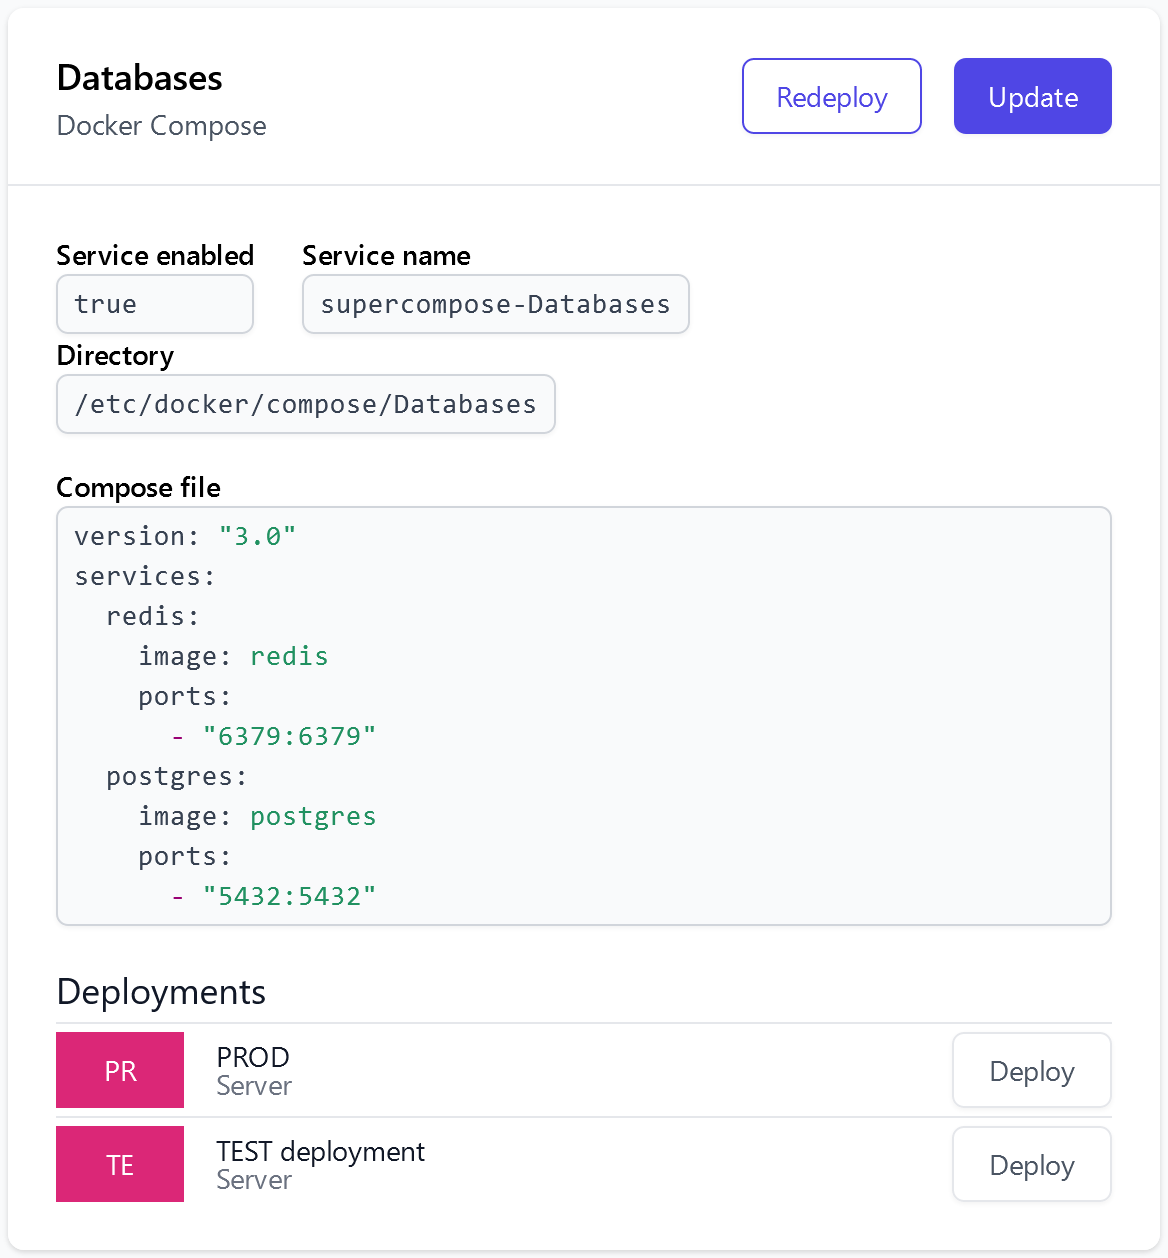 Databases
Docker Compose
Redeploy
Update
Service enabled
Service name
true
supercompose-Databases
Directory
/etc/docker/compose/Databases
Compose file
version: "3.0"
services:
  redis:
    image: redis
    ports:
      - "6379:6379"
  postgres:
    image: postgres
    ports:
      - "5432:5432"
Deployments
PR
PROD
Server
Deploy
TE
TEST deployment
Server
Deploy